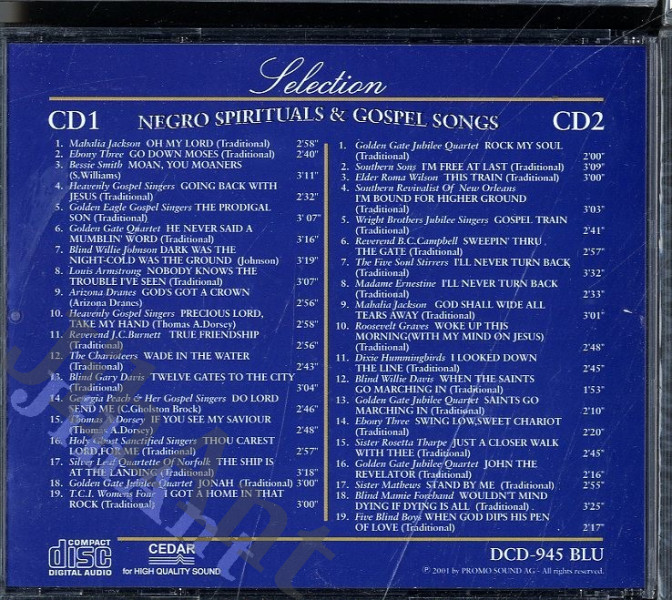 Selection
CD1 NEGRO SPIRITUALS & GOSPEL SONGS CD2
1. Mahalia Jackson OH MY LORD (Traditional) 2'58"
2. Ebony Three GO DOWN MOSES (Traditional) 2'40"
3. Bessie Smith MOAN, YOU MOANERS
(S.Williams) 3'11"
4. Heavenly Gospel Singers GOING BACK WITH
JESUS (Traditional) 2'32"
5. Golden Eagle Gospel Singers THE PRODIGAL
SON (Traditional) 3' 07"
6. Golden Gate Quartet HE NEVER SAID A
MUMBLIN' WORD (Traditional) 3'16"
7. Blind Willie Johnson DARK WAS THE
NIGHT-COLD WAS THE GROUND (Johnson) 3'19"
8. Louis Armstrong NOBODY KNOWS THE
TROUBLE I'VE SEEN (Traditional) 3'07"
9. Arizona Dranes GOD'S GOT A CROWN
(Arizona Dranes) 2'56"
10. Heavenly Gospel Singers PRECIOUS LORD,
TAKE MY HAND (Thomas A.Dorsey) 2'58"
11. Reverend J.C.Burnett TRUE FRIENDSHIP
(Traditional) 2'56"
12. The Charioteers WADE IN THE WATER
(Traditional) 2'43"
13. Blind Gary Davis TWELVE GATES TO THE CITY
(Traditional) 3'04"
14. Georgia Peach & Her Gospel Singers DO LORD
SEND ME (C.Gholston Brock) 2'46"
15. Thomas A.Dorsey IF YOU SEE MY SAVIOUR
(Thomas A.Dorsey) 2'48"
16. Holy Ghost Sanctified Singers THOU CAREST
LORD,FOR ME (Traditional) 2'57"
17. Silver Leaf Quartette Of Norfolk THE SHIP IS
AT THE LANDING (Traditional) 3'18"
18. Golden Gate Jubilee Quartet JONAH (Traditional) 3'00"
19. T.C.I. Womens Four I GOT A HOME IN THAT
ROCK (Traditional) 3'00"
1. Golden Gate Jubilee Quartet ROCK MY SOUL
(Traditional) 2'00"
2. Southern Sons I'M FREE AT LAST (Traditional) 3'09"
3. Elder Roma Wilson THIS TRAIN (Traditional) 3'00"
4. Southern Revivalist Of New Orleans
I'M BOUND FOR HIGHER GROUND
(Traditional) 3'03"
5. Wright Brothers Jubilee Singers GOSPEL TRAIN
(Traditional) 2'41"
6. Reverend B.C.Campbell SWEEPIN' THRU
THE GATE (Traditional) 2'57"
7. The Five Soul Stirrers I'LL NEVER TURN BACK
(Traditional) 3'32"
8. Madame Ernestine I'LL NEVER TURN BACK
(Traditional) 2'33"
9. Mahalia Jackson GOD SHALL WIDE ALL
TEARS AWAY (Traditional) 3'01"
10. Roosevelt Graves WOKE UP THIS
MORNING(WITH MY MIND ON JESUS)
(Traditional) 2'48"
11. Dixie Hummingbirds I LOOKED DOWN
THE LINE (Traditional) 2'45"
12. Blind Willie Davis WHEN THE SAINTS
GO MARCHING IN (Traditional) 1'53"
13. Golden Gate Jubilee Quartet SAINTS GO
MARCHING IN (Traditional) 2'10"
14. Ebony Three SWING LOW,SWEET CHARIOT
(Traditional) 2'20"
15. Sister Rosetta Tharpe JUST A CLOSER WALK
WITH THEE (Traditional) 2'45"
16. Golden Gate Jubilee Quartet JOHN THE
REVELATOR (Traditional) 2'16"
17. Sister Mathews STAND BY ME (Traditional) 2'55"
18. Blind Mamie Forehand WOULDN'T MIND
DYING IF DYING IS ALL (Traditional) 3'25"
19. Five Blind Boys WHEN GOD DIPS HIS PEN
OF LOVE (Traditional) 2'17"
COMPACT
disc
DIGITAL AUDIO
CEDAR
for HIGH QUALITY SOUND
DCD-945 BLU
℗ 2001 by PROMO SOUND AG - All rights reserved.